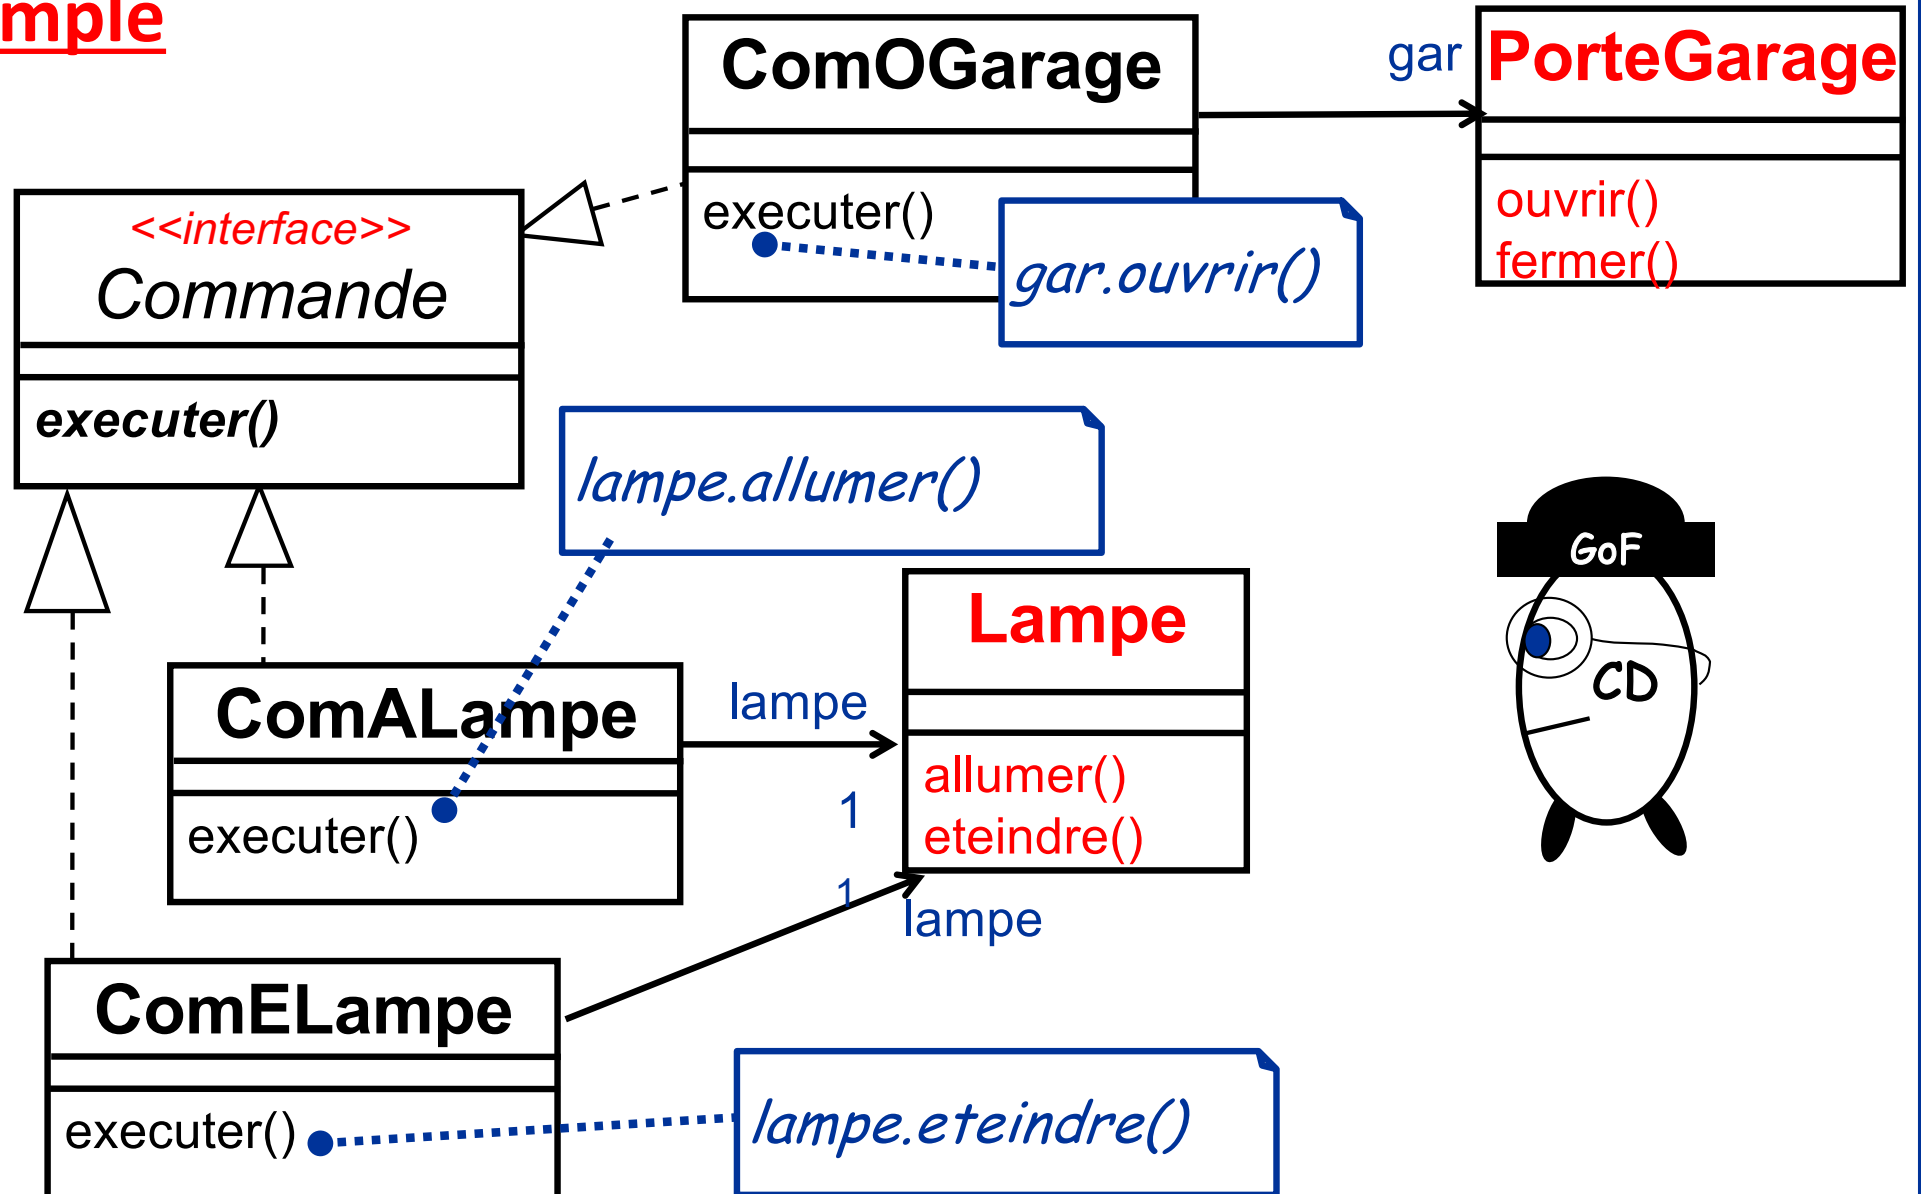 mple
ComOGarage
executer()
gar.ouvrir()
gar
PorteGarage
ouvrir()
fermer()
<<interface>>
Commande
executer()
lampe.allumer()
GoF
CD
Lampe
allumer()
eteindre()
ComALampe
executer()
lampe
1
1
lampe
ComELampe
executer()
lampe.eteindre()